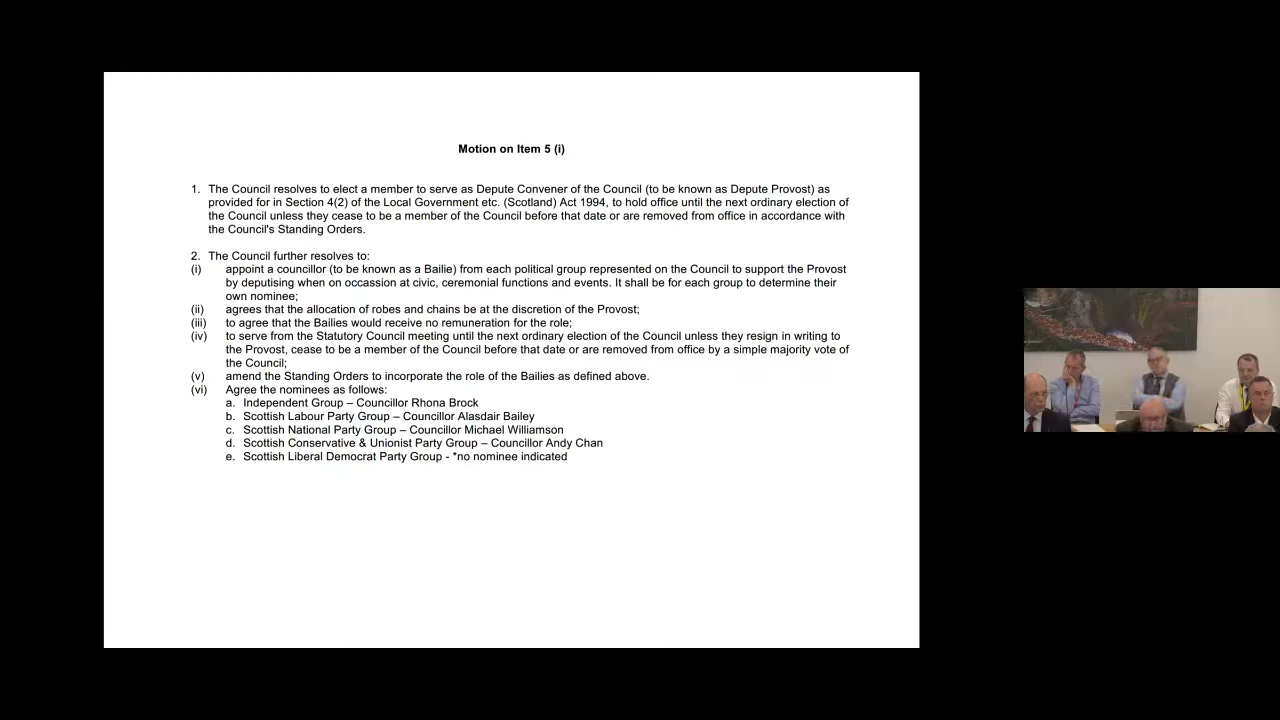 Motion on Item 5 (i)
1. The Council resolves to elect a member to serve as Depute Convener of the Council (to be known as Depute Provost) as
provided for in Section 4(2) of the Local Government etc. (Scotland) Act 1994, to hold office until the next ordinary election of
the Council unless they cease to be a member of the Council before that date or are removed from office in accordance with
the Council's Standing Orders.
2. The Council further resolves to:
(i) appoint a councillor (to be known as a Bailie) from each political group represented on the Council to support the Provost
by deputising when on occassion at civic, ceremonial functions and events. It shall be for each group to determine their
own nominee;
(ii) agrees that the allocation of robes and chains be at the discretion of the Provost;
(iii) to agree that the Bailies would receive no remuneration for the role;
(iv) to serve from the Statutory Council meeting until the next ordinary election of the Council unless they resign in writing to
the Provost, cease to be a member of the Council before that date or are removed from office by a simple majority vote of
the Council;
(v) amend the Standing Orders to incorporate the role of the Bailies as defined above.
(vi) Agree the nominees as follows:
a. Independent Group – Councillor Rhona Brock
b. Scottish Labour Party Group – Councillor Alasdair Bailey
c. Scottish National Party Group – Councillor Michael Williamson
d. Scottish Conservative & Unionist Party Group – Councillor Andy Chan
e. Scottish Liberal Democrat Party Group - *no nominee indicated